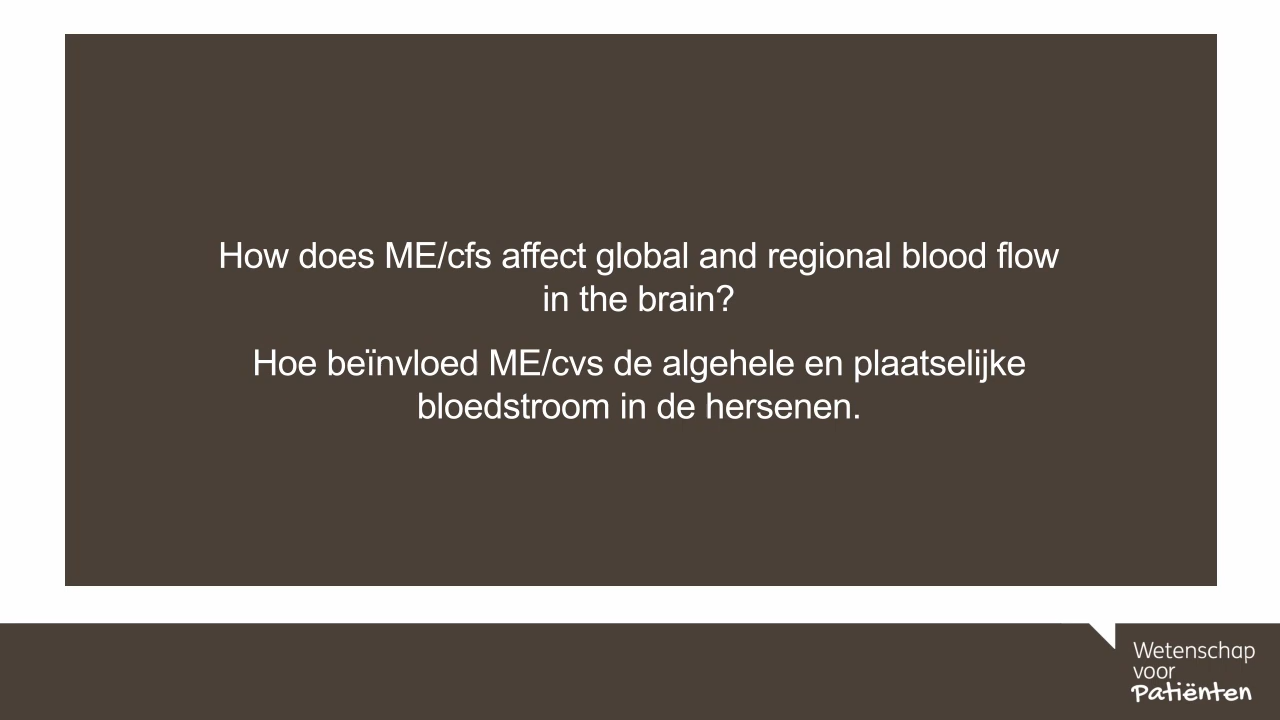 How does ME/cfs affect global and regional blood flow
in the brain?
Hoe beïnvloed ME/cvs de algehele en plaatselijke
bloedstroom in de hersenen.
Wetenschap
voor
Patiënten